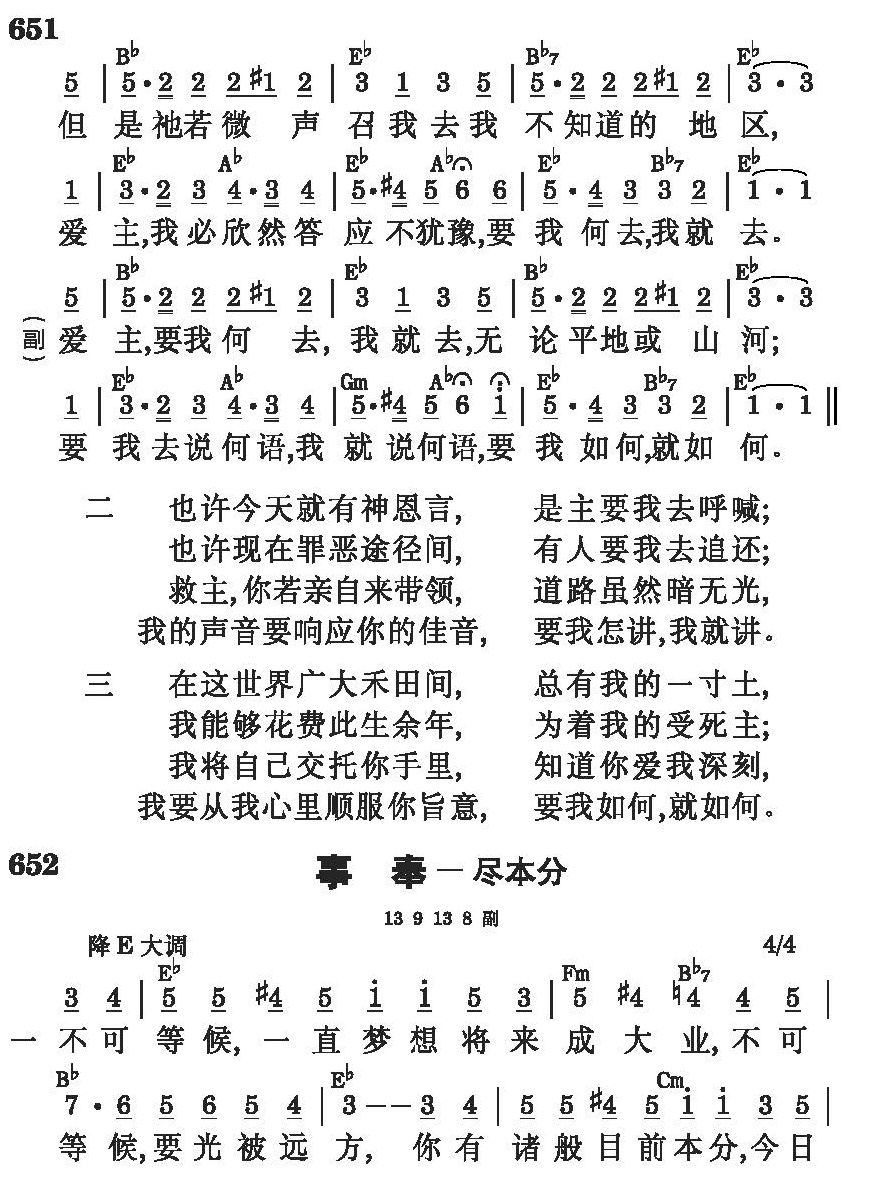 651
B♭ E♭ B♭7 E♭
5 | 5·2 2 2 #1 2 | 3 1 3 5 | 5·2 2 2 #1 2 | 3·3
但 是祂若微 声 召我去我 不知道的 地 区,
E♭ A♭ E♭ A♭ E♭ B♭7 E♭
1 | 3·2 3 4·3 4 | 5·#4 5 6 6 | 5·4 3 3 2 | 1·1
爱 主,我必欣然答 应不犹豫,要 我何去,我就 去。
B♭ E♭ B♭7 E♭
5 | 5·2 2 2 #1 2 | 3 1 3 5 | 5·2 2 2 #1 2 | 3·3
(副) 爱 主,要我何 去, 我就去,无 论平地或 山 河;
E♭ A♭ Gm A♭ E♭ B♭7 E♭
1 | 3·2 3 4·3 4 | 5·#4 5 6 i | 5·4 3 3 2 | 1·1 ‖
要 我去说何语,我 就说何语,要 我如何,就如 何。
二 也许今天就有神恩言, 是主要我去呼喊;
也许现在罪恶途径间, 有人要我去追还;
救主,你若亲自来带领, 道路虽然暗无光,
我的声音要响应你的佳音, 要我怎讲,我就讲。
三 在这世界广大禾田间, 总有我的一寸土,
我能够花费此生余年, 为着我的受死主;
我将自己交托你手里, 知道你爱我深刻,
我要从我心里顺服你旨意, 要我如何,就如何。
652 事 奉 — 尽本分
13 9 13 8 副
降 E 大调 4/4
E♭ Fm B♭7
3 4 | 5 5 #4 5 i i 5 3 | 5 #4 ♮4 4 5 |
一 不可 等候, 一直梦想将来 成大业,不可
B♭ E♭ Cm
7·6 5 6 5 4 | 3--3 4 | 5 5 #4 5 i i 3 5 |
等候,要光被远 方, 你有 诸般目前本分,今日